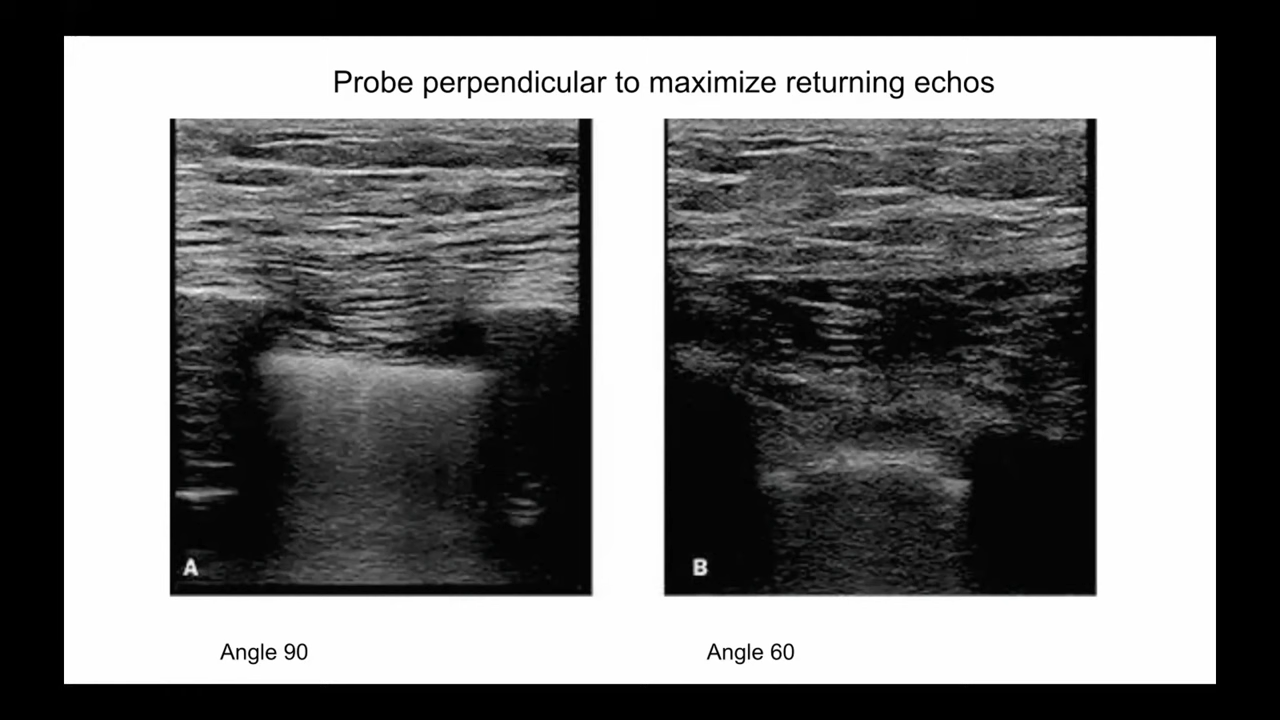 Probe perpendicular to maximize returning echos
A
B
Angle 90
Angle 60